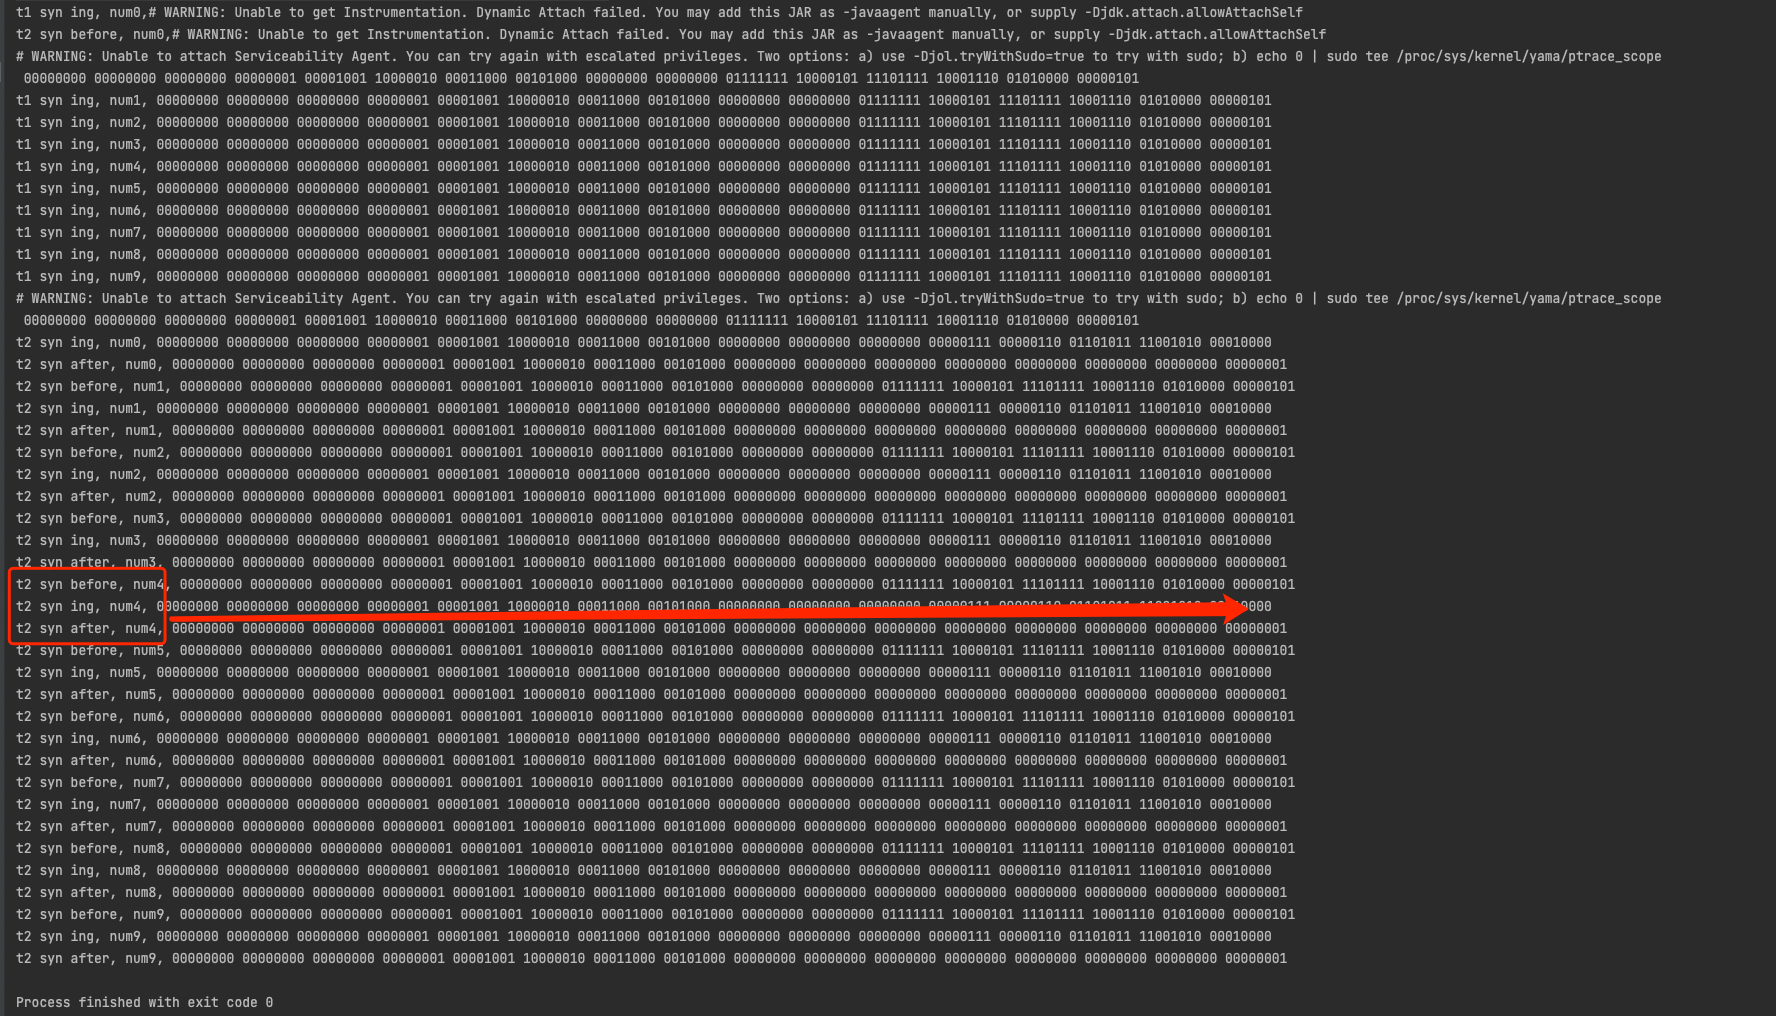 t1 syn ing, num0,# WARNING: Unable to get Instrumentation. Dynamic Attach failed. You may add this JAR as -javaagent manually, or supply -Djdk.attach.allowAttachSelf
t2 syn before, num0,# WARNING: Unable to get Instrumentation. Dynamic Attach failed. You may add this JAR as -javaagent manually, or supply -Djdk.attach.allowAttachSelf
# WARNING: Unable to attach Serviceability Agent. You can try again with escalated privileges. Two options: a) use -Djol.tryWithSudo=true to try with sudo; b) echo 0 | sudo tee /proc/sys/kernel/yama/ptrace_scope
00000000 00000000 00000000 00000001 00001001 10000010 00011000 00101000 00000000 00000000 01111111 10000101 11101111 10001110 01010000 00000101
t1 syn ing, num1, 00000000 00000000 00000000 00000001 00001001 10000010 00011000 00101000 00000000 00000000 01111111 10000101 11101111 10001110 01010000 00000101
t1 syn ing, num2, 00000000 00000000 00000000 00000001 00001001 10000010 00011000 00101000 00000000 00000000 01111111 10000101 11101111 10001110 01010000 00000101
t1 syn ing, num3, 00000000 00000000 00000000 00000001 00001001 10000010 00011000 00101000 00000000 00000000 01111111 10000101 11101111 10001110 01010000 00000101
t1 syn ing, num4, 00000000 00000000 00000000 00000001 00001001 10000010 00011000 00101000 00000000 00000000 01111111 10000101 11101111 10001110 01010000 00000101
t1 syn ing, num5, 00000000 00000000 00000000 00000001 00001001 10000010 00011000 00101000 00000000 00000000 01111111 10000101 11101111 10001110 01010000 00000101
t1 syn ing, num6, 00000000 00000000 00000000 00000001 00001001 10000010 00011000 00101000 00000000 00000000 01111111 10000101 11101111 10001110 01010000 00000101
t1 syn ing, num7, 00000000 00000000 00000000 00000001 00001001 10000010 00011000 00101000 00000000 00000000 01111111 10000101 11101111 10001110 01010000 00000101
t1 syn ing, num8, 00000000 00000000 00000000 00000001 00001001 10000010 00011000 00101000 00000000 00000000 01111111 10000101 11101111 10001110 01010000 00000101
t1 syn ing, num9, 00000000 00000000 00000000 00000001 00001001 10000010 00011000 00101000 00000000 00000000 01111111 10000101 11101111 10001110 01010000 00000101
# WARNING: Unable to attach Serviceability Agent. You can try again with escalated privileges. Two options: a) use -Djol.tryWithSudo=true to try with sudo; b) echo 0 | sudo tee /proc/sys/kernel/yama/ptrace_scope
00000000 00000000 00000000 00000001 00001001 10000010 00011000 00101000 00000000 00000000 01111111 10000101 11101111 10001110 01010000 00000101
t2 syn ing, num0, 00000000 00000000 00000000 00000001 00001001 10000010 00011000 00101000 00000000 00000000 00000000 00000111 00000110 01101011 11001010 00010000
t2 syn after, num0, 00000000 00000000 00000000 00000001 00001001 10000010 00011000 00101000 00000000 00000000 00000000 00000000 00000000 00000000 00000000 00000001
t2 syn before, num1, 00000000 00000000 00000000 00000001 00001001 10000010 00011000 00101000 00000000 00000000 01111111 10000101 11101111 10001110 01010000 00000101
t2 syn ing, num1, 00000000 00000000 00000000 00000001 00001001 10000010 00011000 00101000 00000000 00000000 00000000 00000111 00000110 01101011 11001010 00010000
t2 syn after, num1, 00000000 00000000 00000000 00000001 00001001 10000010 00011000 00101000 00000000 00000000 00000000 00000000 00000000 00000000 00000000 00000001
t2 syn before, num2, 00000000 00000000 00000000 00000001 00001001 10000010 00011000 00101000 00000000 00000000 01111111 10000101 11101111 10001110 01010000 00000101
t2 syn ing, num2, 00000000 00000000 00000000 00000001 00001001 10000010 00011000 00101000 00000000 00000000 00000000 00000111 00000110 01101011 11001010 00010000
t2 syn after, num2, 00000000 00000000 00000000 00000001 00001001 10000010 00011000 00101000 00000000 00000000 00000000 00000000 00000000 00000000 00000000 00000001
t2 syn before, num3, 00000000 00000000 00000000 00000001 00001001 10000010 00011000 00101000 00000000 00000000 01111111 10000101 11101111 10001110 01010000 00000101
t2 syn ing, num3, 00000000 00000000 00000000 00000001 00001001 10000010 00011000 00101000 00000000 00000000 00000000 00000111 00000110 01101011 11001010 00010000
t2 syn after, num3, 00000000 00000000 00000000 00000001 00001001 10000010 00011000 00101000 00000000 00000000 00000000 00000000 00000000 00000000 00000000 00000001
t2 syn before, num4, 00000000 00000000 00000000 00000001 00001001 10000010 00011000 00101000 00000000 00000000 01111111 10000101 11101111 10001110 01010000 00000101
t2 syn ing, num4, 00000000 00000000 00000000 00000001 00001001 10000010 00011000 00101000 00000000 00000000 00000000 00000111 00000110
t2 syn after, num4, 00000000 00000000 00000000 00000001 00001001 10000010 00011000 00101000 00000000 00000000 00000000 00000000 00000000 00000000 00000000 00000001
t2 syn before, num5, 00000000 00000000 00000000 00000001 00001001 10000010 00011000 00101000 00000000 00000000 01111111 10000101 11101111 10001110 01010000 00000101
t2 syn ing, num5, 00000000 00000000 00000000 00000001 00001001 10000010 00011000 00101000 00000000 00000000 00000000 00000111 00000110 01101011 11001010 00010000
t2 syn after, num5, 00000000 00000000 00000000 00000001 00001001 10000010 00011000 00101000 00000000 00000000 00000000 00000000 00000000 00000000 00000000 00000001
t2 syn before, num6, 00000000 00000000 00000000 00000001 00001001 10000010 00011000 00101000 00000000 00000000 01111111 10000101 11101111 10001110 01010000 00000101
t2 syn ing, num6, 00000000 00000000 00000000 00000001 00001001 10000010 00011000 00101000 00000000 00000000 00000000 00000111 00000110 01101011 11001010 00010000
t2 syn after, num6, 00000000 00000000 00000000 00000001 00001001 10000010 00011000 00101000 00000000 00000000 00000000 00000000 00000000 00000000 00000000 00000001
t2 syn before, num7, 00000000 00000000 00000000 00000001 00001001 10000010 00011000 00101000 00000000 00000000 01111111 10000101 11101111 10001110 01010000 00000101
t2 syn ing, num7, 00000000 00000000 00000000 00000001 00001001 10000010 00011000 00101000 00000000 00000000 00000000 00000111 00000110 01101011 11001010 00010000
t2 syn after, num7, 00000000 00000000 00000000 00000001 00001001 10000010 00011000 00101000 00000000 00000000 00000000 00000000 00000000 00000000 00000000 00000001
t2 syn before, num8, 00000000 00000000 00000000 00000001 00001001 10000010 00011000 00101000 00000000 00000000 01111111 10000101 11101111 10001110 01010000 00000101
t2 syn ing, num8, 00000000 00000000 00000000 00000001 00001001 10000010 00011000 00101000 00000000 00000000 00000000 00000111 00000110 01101011 11001010 00010000
t2 syn after, num8, 00000000 00000000 00000000 00000001 00001001 10000010 00011000 00101000 00000000 00000000 00000000 00000000 00000000 00000000 00000000 00000001
t2 syn before, num9, 00000000 00000000 00000000 00000001 00001001 10000010 00011000 00101000 00000000 00000000 01111111 10000101 11101111 10001110 01010000 00000101
t2 syn ing, num9, 00000000 00000000 00000000 00000001 00001001 10000010 00011000 00101000 00000000 00000000 00000000 00000111 00000110 01101011 11001010 00010000
t2 syn after, num9, 00000000 00000000 00000000 00000001 00001001 10000010 00011000 00101000 00000000 00000000 00000000 00000000 00000000 00000000 00000000 00000001
Process finished with exit code 0